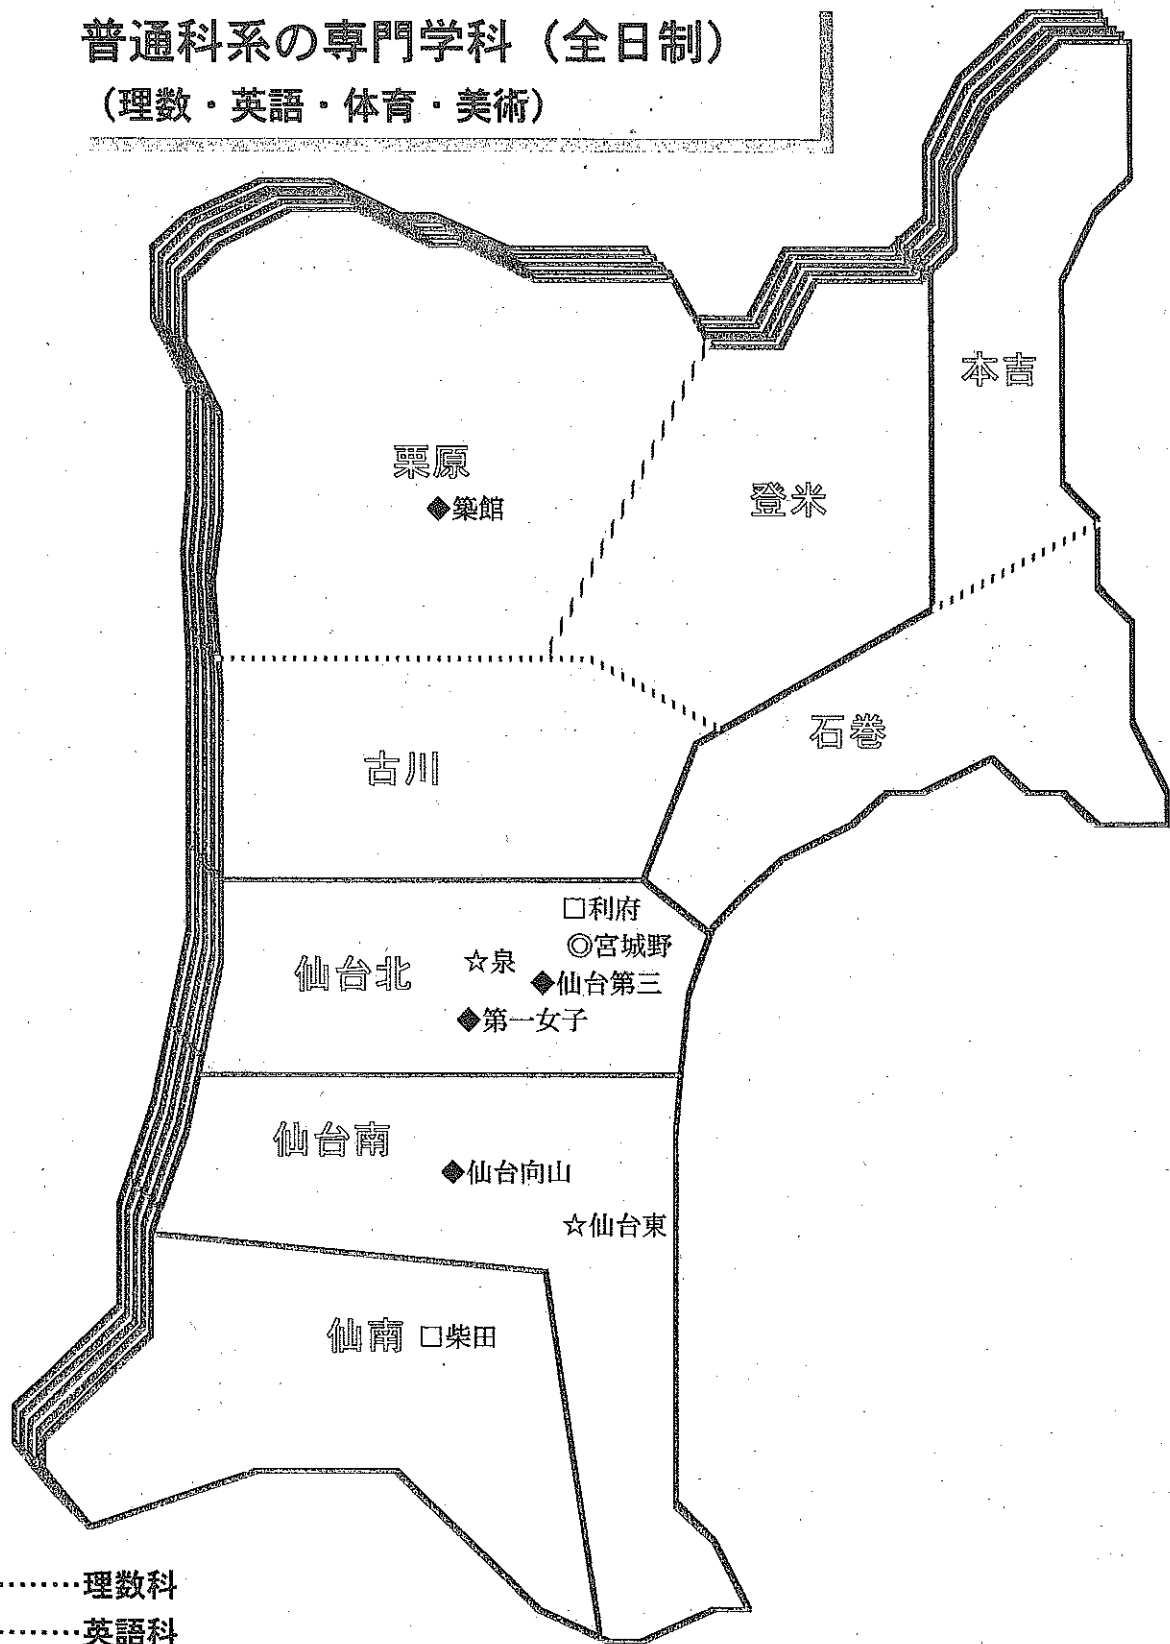 普通科系の専門学科（全日制）
（理数・英語・体育・美術）
本吉
栗原
◆築館
登米
石巻
古川
□利府
◎宮城野
仙台北
☆泉
◆仙台第三
◆第一女子
仙台南
◆仙台向山
☆仙台東
仙南 □柴田
………理数科
………英語科